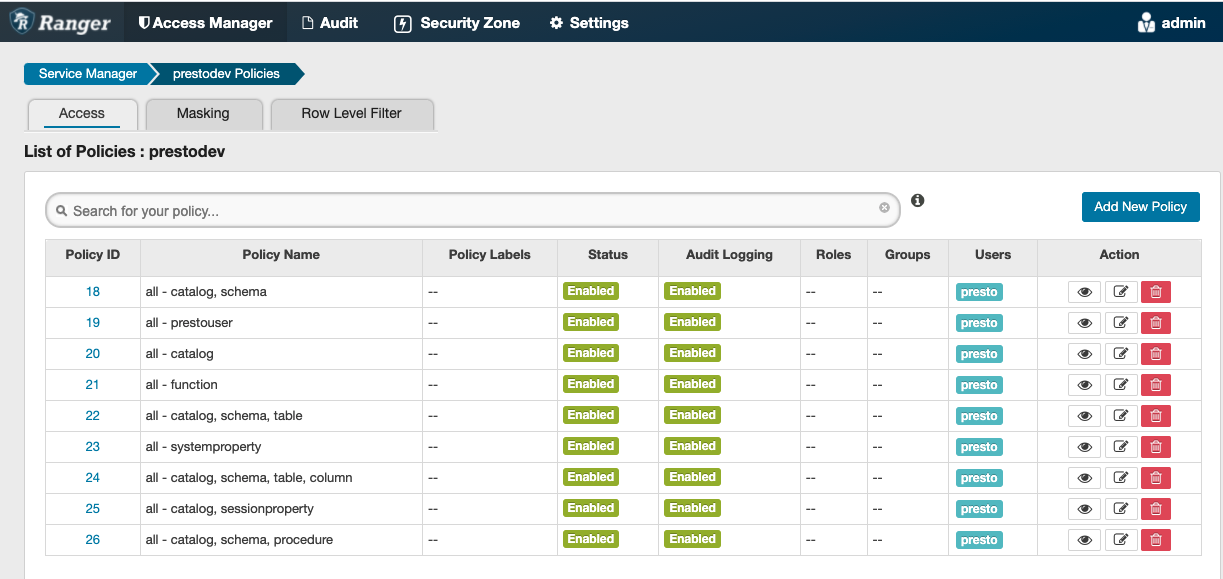 Ranger Access Manager Audit Security Zone Settings admin
Service Manager prestodev Policies
Access Masking Row Level Filter
List of Policies : prestodev
Search for your policy... Add New Policy
Policy ID Policy Name Policy Labels Status Audit Logging Roles Groups Users Action
18 all - catalog, schema -- Enabled Enabled -- -- presto
19 all - prestouser -- Enabled Enabled -- -- presto
20 all - catalog -- Enabled Enabled -- -- presto
21 all - function -- Enabled Enabled -- -- presto
22 all - catalog, schema, table -- Enabled Enabled -- -- presto
23 all - systemproperty -- Enabled Enabled -- -- presto
24 all - catalog, schema, table, column -- Enabled Enabled -- -- presto
25 all - catalog, sessionproperty -- Enabled Enabled -- -- presto
26 all - catalog, schema, procedure -- Enabled Enabled -- -- presto